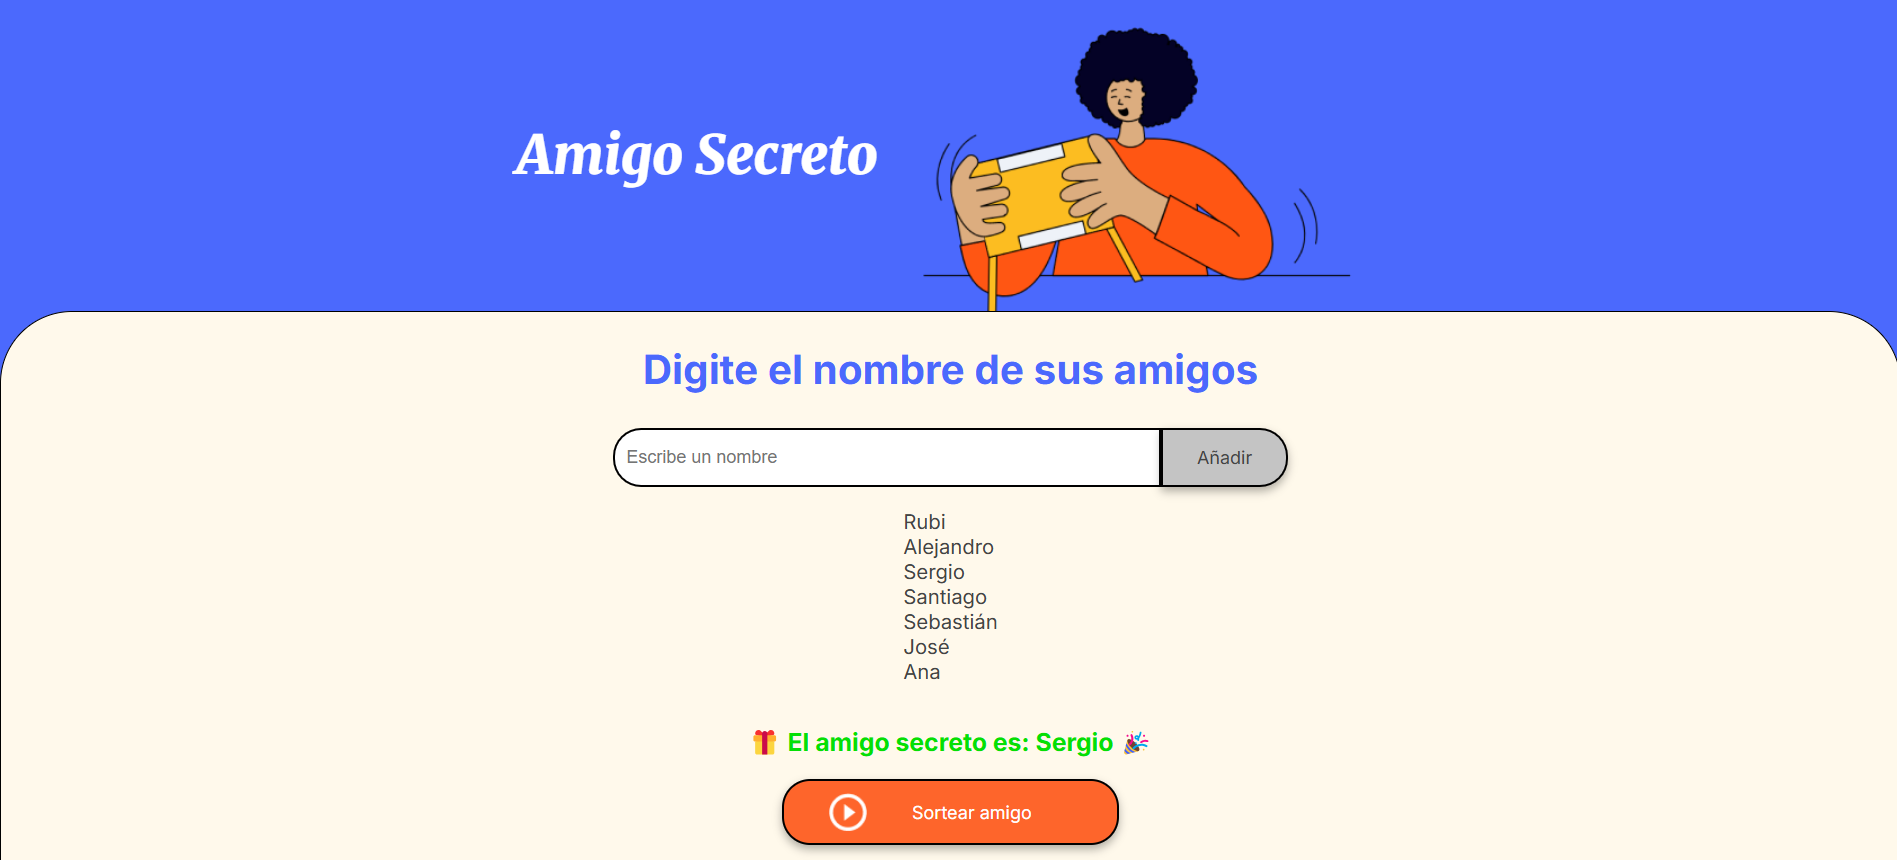 Amigo Secreto
Digite el nombre de sus amigos
Escribe un nombre
Añadir
Rubi
Alejandro
Sergio
Santiago
Sebastián
José
Ana
🎁 El amigo secreto es: Sergio 🎉
Sortear amigo